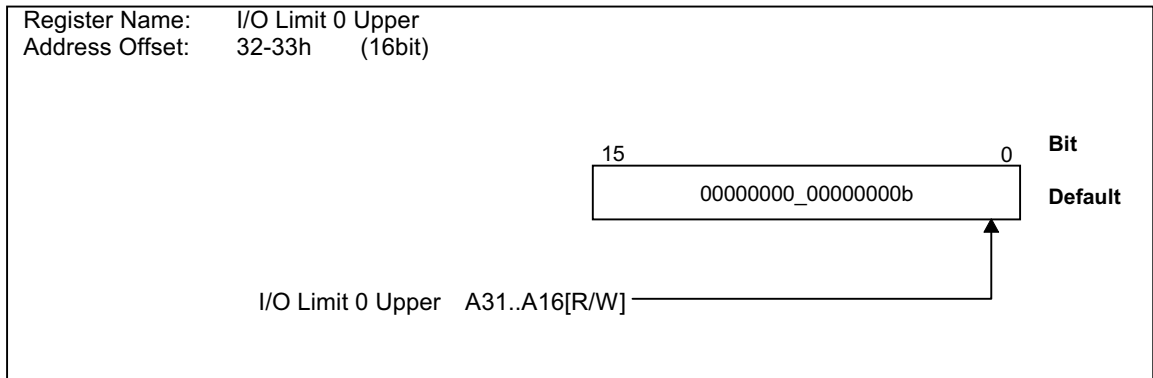 Register Name: I/O Limit 0 Upper
Address Offset: 32-33h (16bit)
15 0 Bit
00000000_00000000b Default
I/O Limit 0 Upper A31..A16[R/W]